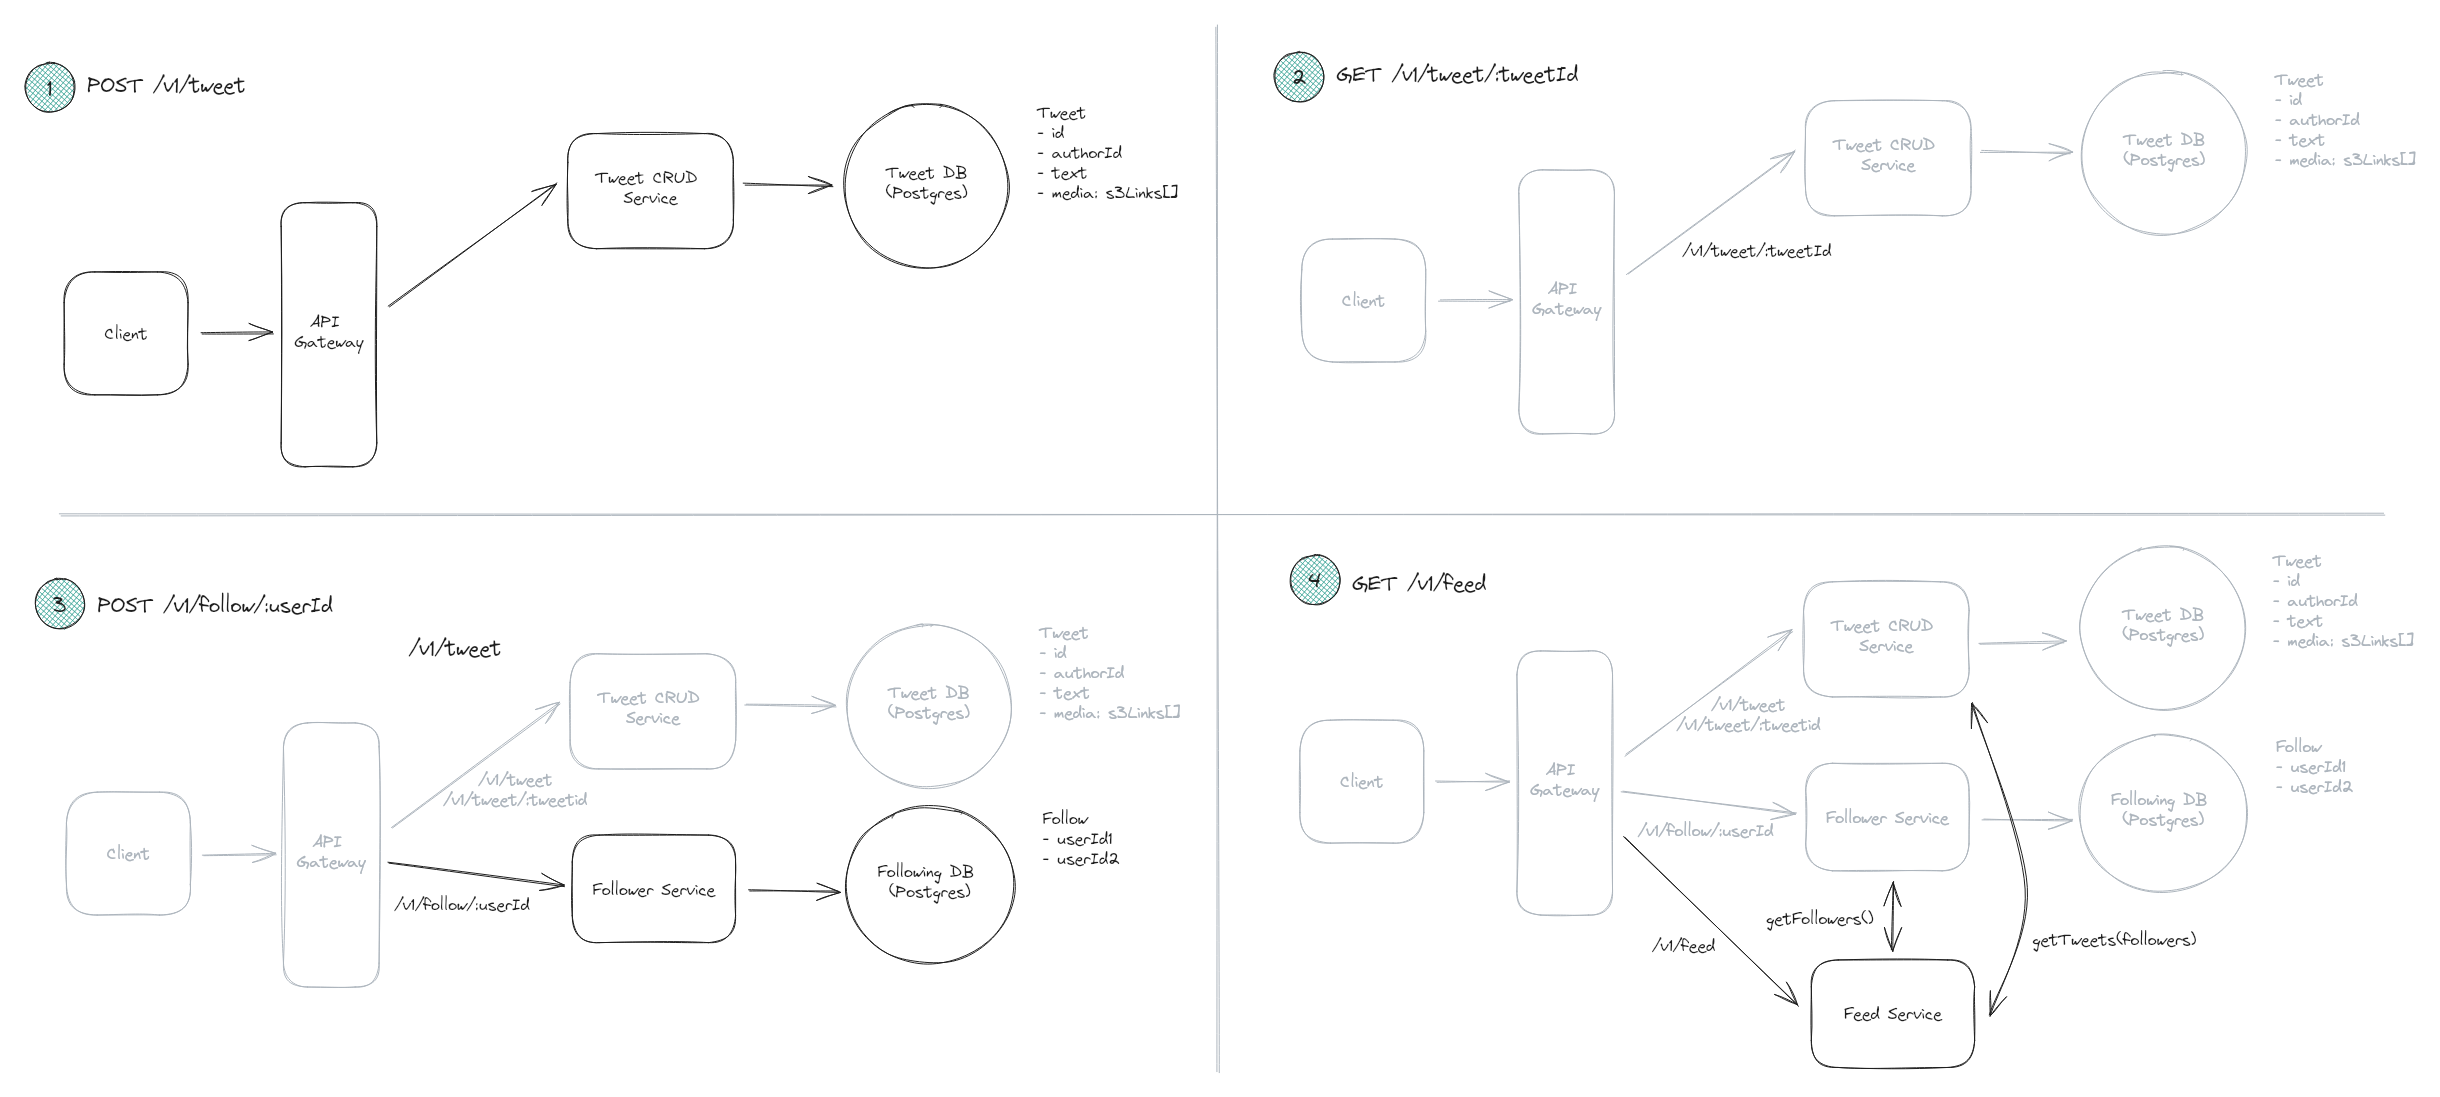 1
POST /v1/tweet
Tweet CRUD
Service
Tweet DB
(Postgres)
Tweet
- id
- authorId
- text
- media: s3Links[]
Client
API
Gateway
2
GET /v1/tweet/:tweetId
Tweet CRUD
Service
Tweet DB
(Postgres)
Tweet
- id
- authorId
- text
- media: s3Links[]
/v1/tweet/:tweetId
Client
API
Gateway
3
POST /v1/follow/:userId
/v1/tweet
Tweet CRUD
Service
Tweet DB
(Postgres)
Tweet
- id
- authorId
- text
- media: s3Links[]
/v1/tweet
/v1/tweet/:tweetid
Client
API
Gateway
/v1/follow/:userId
Follower Service
Following DB
(Postgres)
Follow
- userId1
- userId2
4
GET /v1/feed
Tweet CRUD
Service
Tweet DB
(Postgres)
Tweet
- id
- authorId
- text
- media: s3Links[]
/v1/tweet
/v1/tweet/:tweetid
Client
API
Gateway
/v1/follow/:userId
Follower Service
Following DB
(Postgres)
Follow
- userId1
- userId2
getFollowers()
/v1/feed
getTweets(followers)
Feed Service